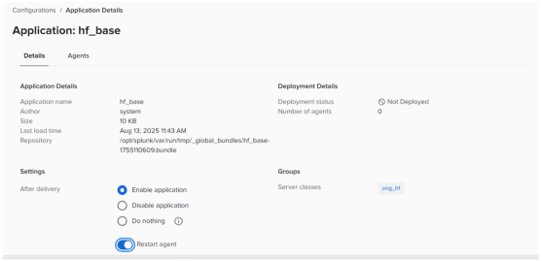 Configurations / Application Details
Application: hf_base
Details Agents
Application Details
Application name hf_base
Author system
Size 10 KB
Last load time Aug 13, 2025 11:43 AM
Repository /opt/splunk/var/run/tmp/_global_bundles/hf_base-
1755110609.bundle
Deployment Details
Deployment status Not Deployed
Number of agents 0
Settings
After delivery Enable application
Disable application
Do nothing
Restart agent
Groups
Server classes eng_hf